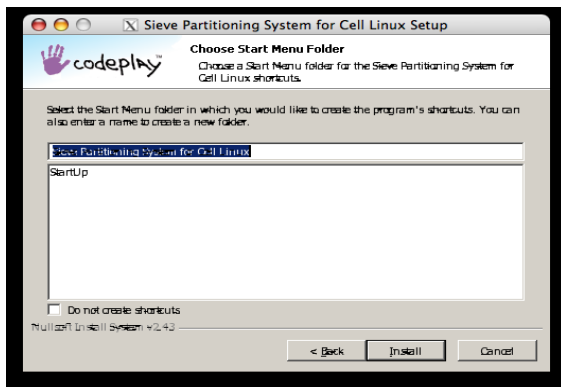 Sieve Partitioning System for Cell Linux Setup
codeplay™
Choose Start Menu Folder
Choose a Start Menu folder for the Sieve Partitioning System for
Cell Linux shortcuts.
Select the Start Menu folder in which you would like to create the program's shortcuts. You can
also enter a name to create a new folder.
Sieve Partitioning System for Cell Linux
StartUp
Do not create shortcuts
Nullsoft Install System v2.43
< Back
Install
Cancel